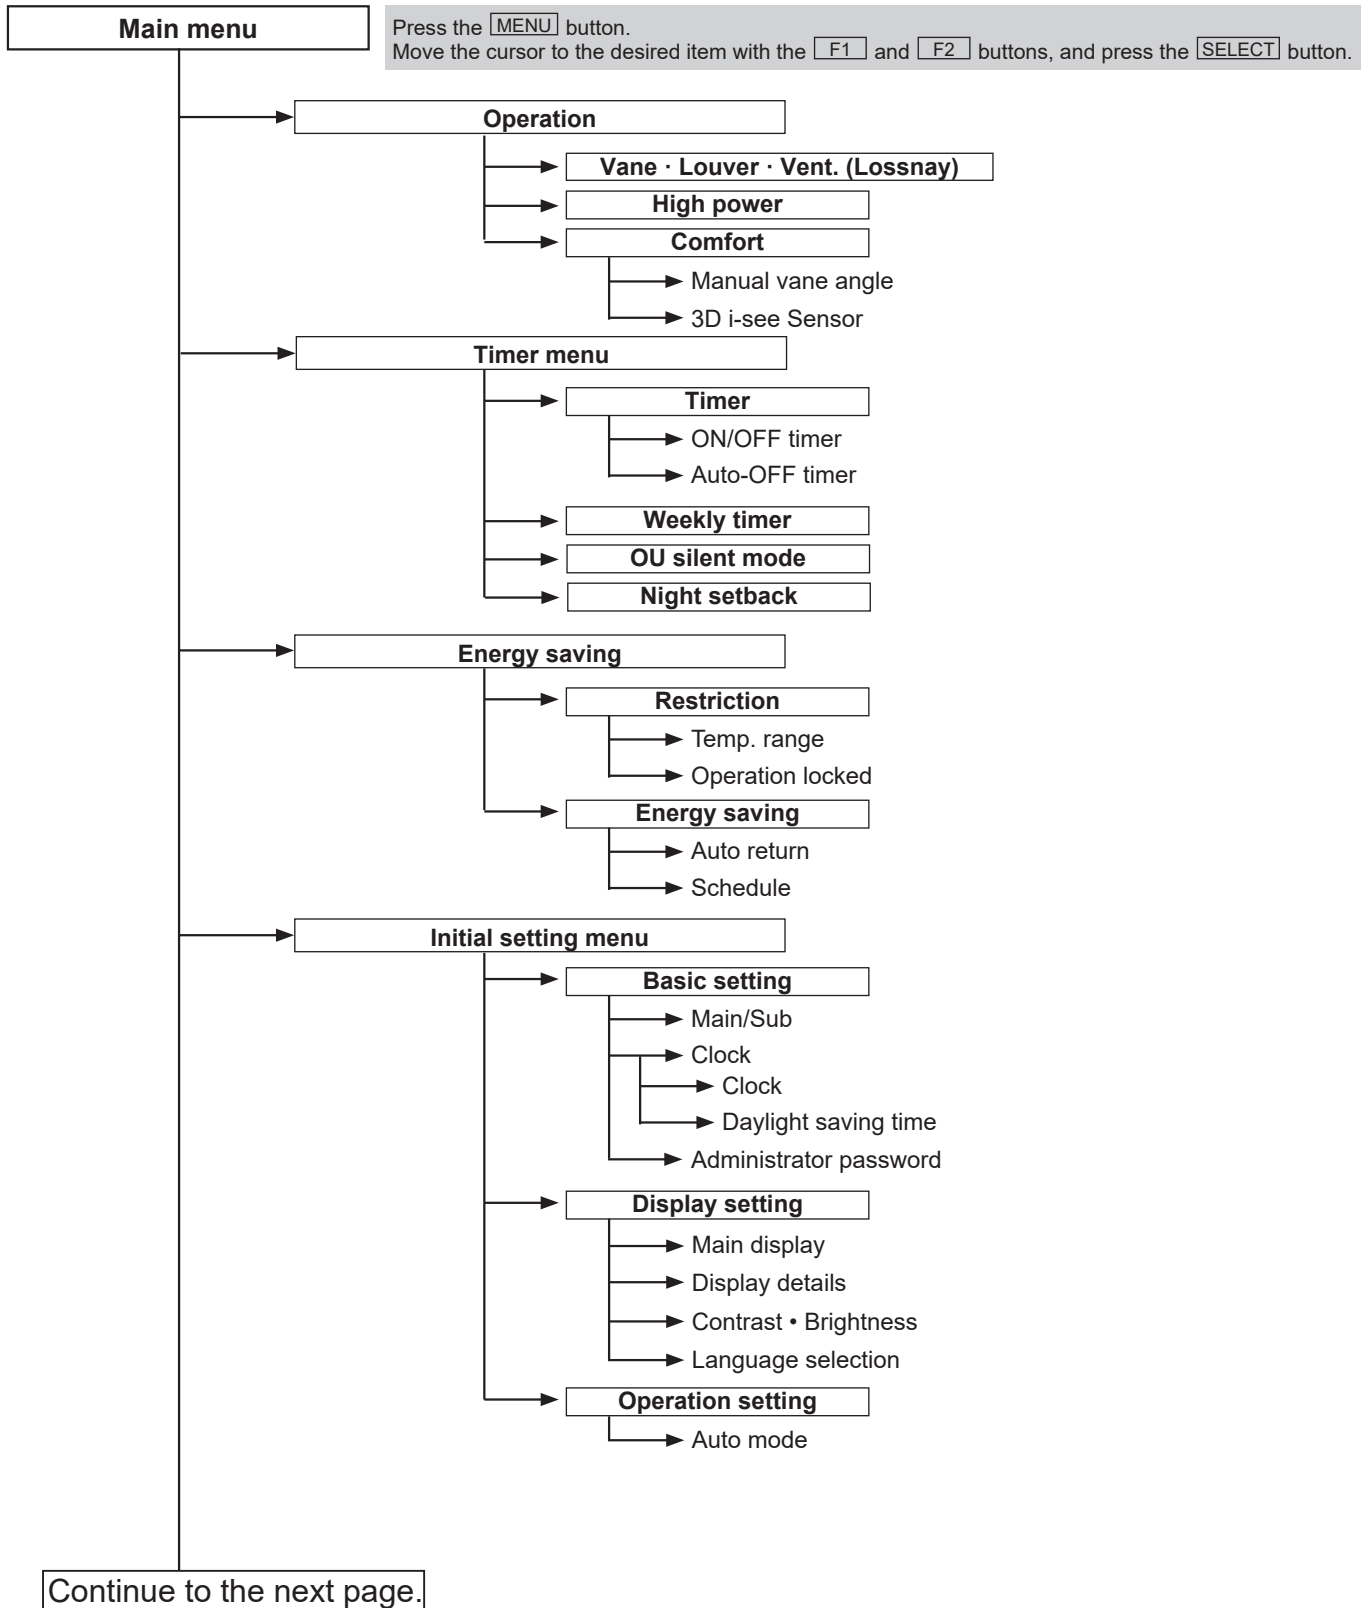 Main menu
Press the MENU button.
Move the cursor to the desired item with the F1 and F2 buttons, and press the SELECT button.
Operation
Vane · Louver · Vent. (Lossnay)
High power
Comfort
Manual vane angle
3D i-see Sensor
Timer menu
Timer
ON/OFF timer
Auto-OFF timer
Weekly timer
OU silent mode
Night setback
Energy saving
Restriction
Temp. range
Operation locked
Energy saving
Auto return
Schedule
Initial setting menu
Basic setting
Main/Sub
Clock
Clock
Daylight saving time
Administrator password
Display setting
Main display
Display details
Contrast • Brightness
Language selection
Operation setting
Auto mode
Continue to the next page.